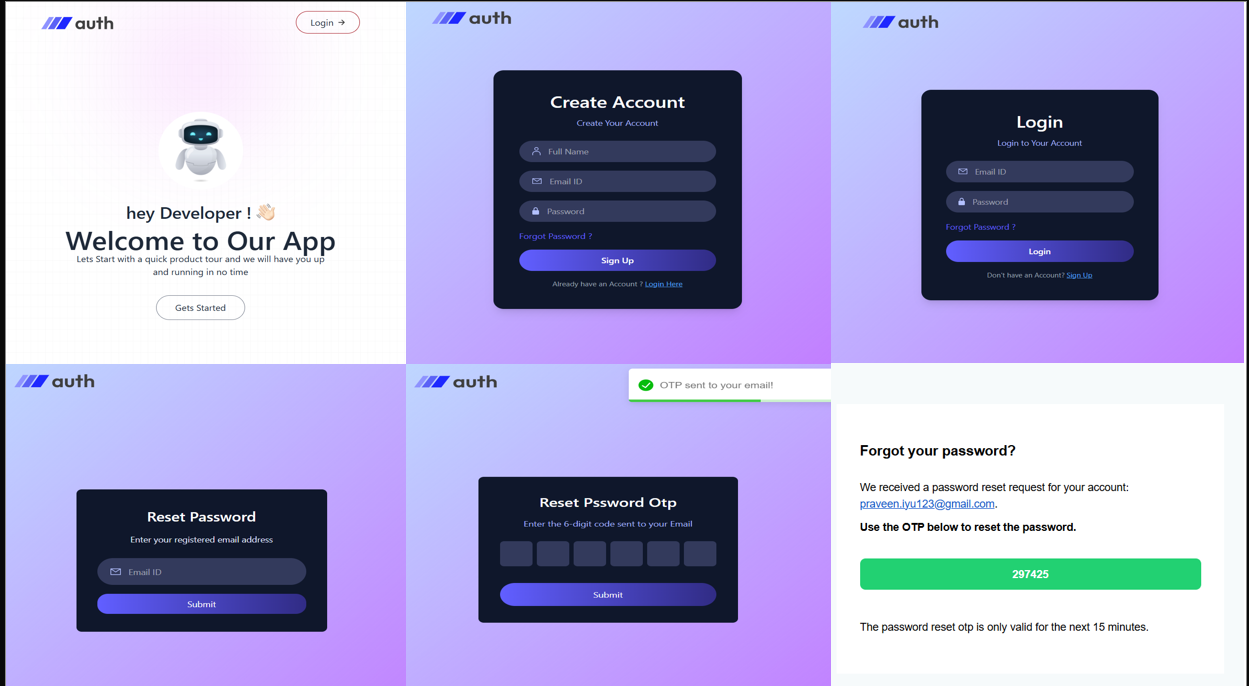 auth
Login →
hey Developer ! 👋🏻
Welcome to Our App
Lets Start with a quick product tour and we will have you up
and running in no time
Gets Started
auth
Create Account
Create Your Account
Full Name
Email ID
Password
Forgot Password ?
Sign Up
Already have an Account ? Login Here
auth
Login
Login to Your Account
Email ID
Password
Forgot Password ?
Login
Don't have an Account? Sign Up
auth
Reset Password
Enter your registered email address
Email ID
Submit
auth
OTP sent to your email!
Reset Pssword Otp
Enter the 6-digit code sent to your Email
Submit
Forgot your password?
We received a password reset request for your account:
praveen.iyu123@gmail.com.
Use the OTP below to reset the password.
297425
The password reset otp is only valid for the next 15 minutes.